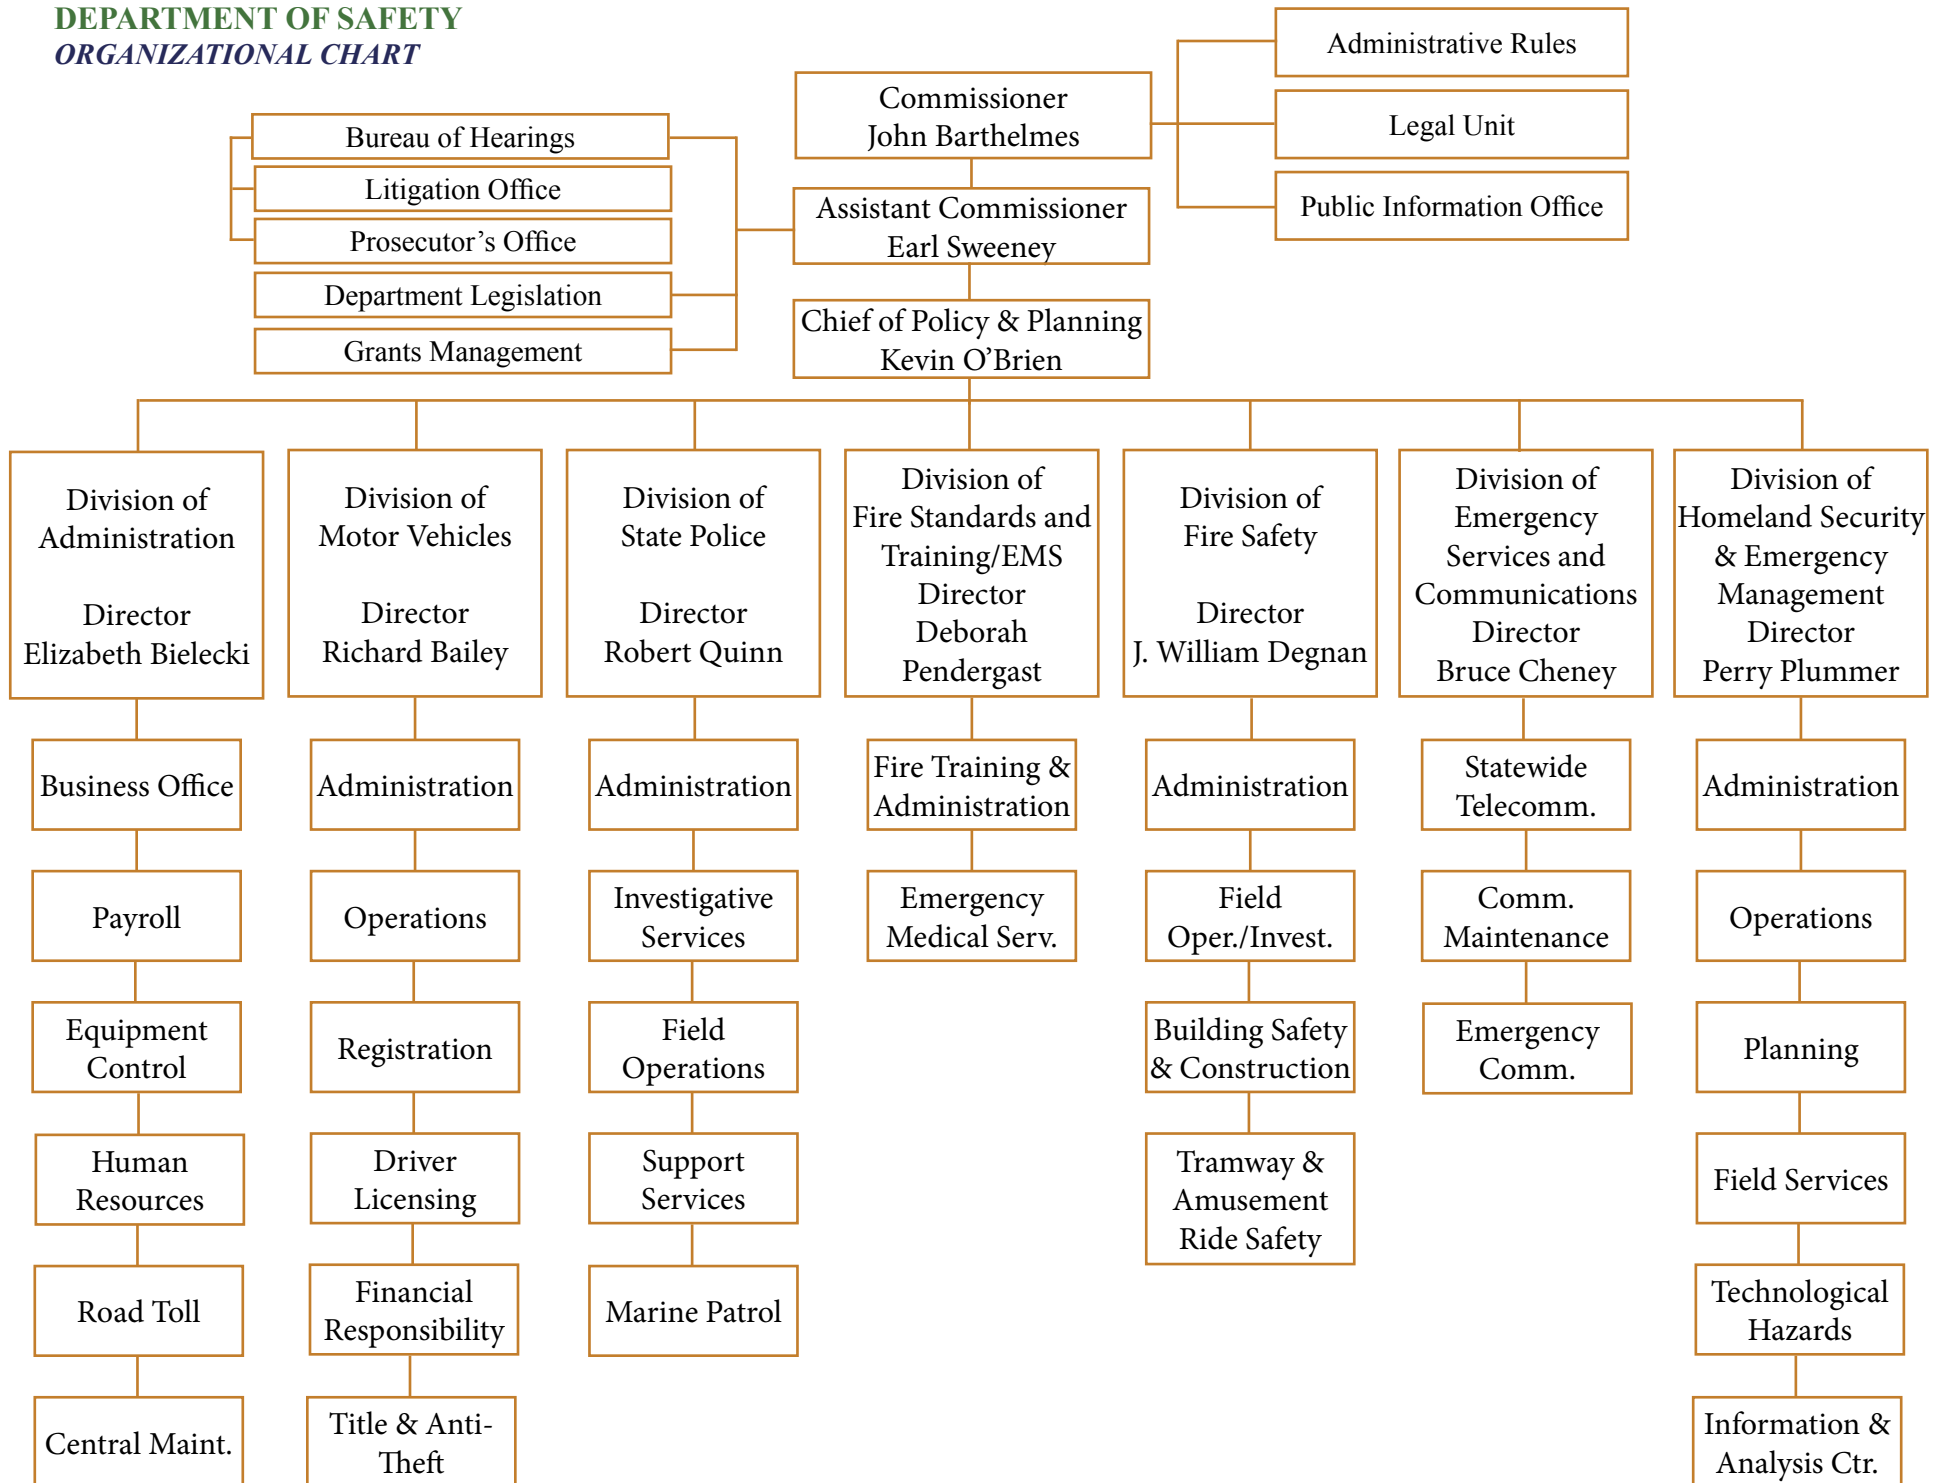 DEPARTMENT OF SAFETY
ORGANIZATIONAL CHART
Commissioner
John Barthelmes
Administrative Rules
Legal Unit
Public Information Office
Assistant Commissioner
Earl Sweeney
Bureau of Hearings
Litigation Office
Prosecutor’s Office
Department Legislation
Grants Management
Chief of Policy & Planning
Kevin O’Brien
Division of
Administration
Director
Elizabeth Bielecki
Business Office
Payroll
Equipment
Control
Human
Resources
Road Toll
Central Maint.
Division of
Motor Vehicles
Director
Richard Bailey
Administration
Operations
Registration
Driver
Licensing
Financial
Responsibility
Title & Anti-
Theft
Division of
State Police
Director
Robert Quinn
Administration
Investigative
Services
Field
Operations
Support
Services
Marine Patrol
Division of
Fire Standards and
Training/EMS
Director
Deborah
Pendergast
Fire Training &
Administration
Emergency
Medical Serv.
Division of
Fire Safety
Director
J. William Degnan
Administration
Field
Oper./Invest.
Building Safety
& Construction
Tramway &
Amusement
Ride Safety
Division of
Emergency
Services and
Communications
Director
Bruce Cheney
Statewide
Telecomm.
Comm.
Maintenance
Emergency
Comm.
Division of
Homeland Security
& Emergency
Management
Director
Perry Plummer
Administration
Operations
Planning
Field Services
Technological
Hazards
Information &
Analysis Ctr.